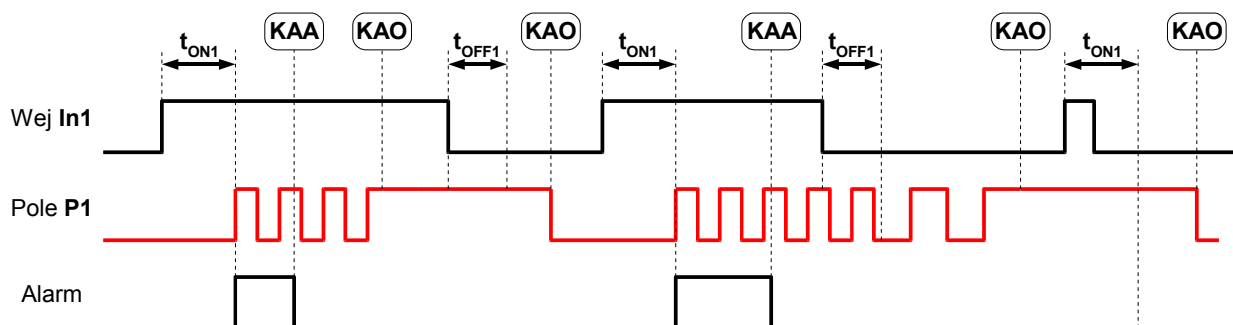 KAA KAO KAO KAA KAO KAO
tON1 tOFF1 tON1 tOFF1 tON1
Wej In1
Pole P1
Alarm